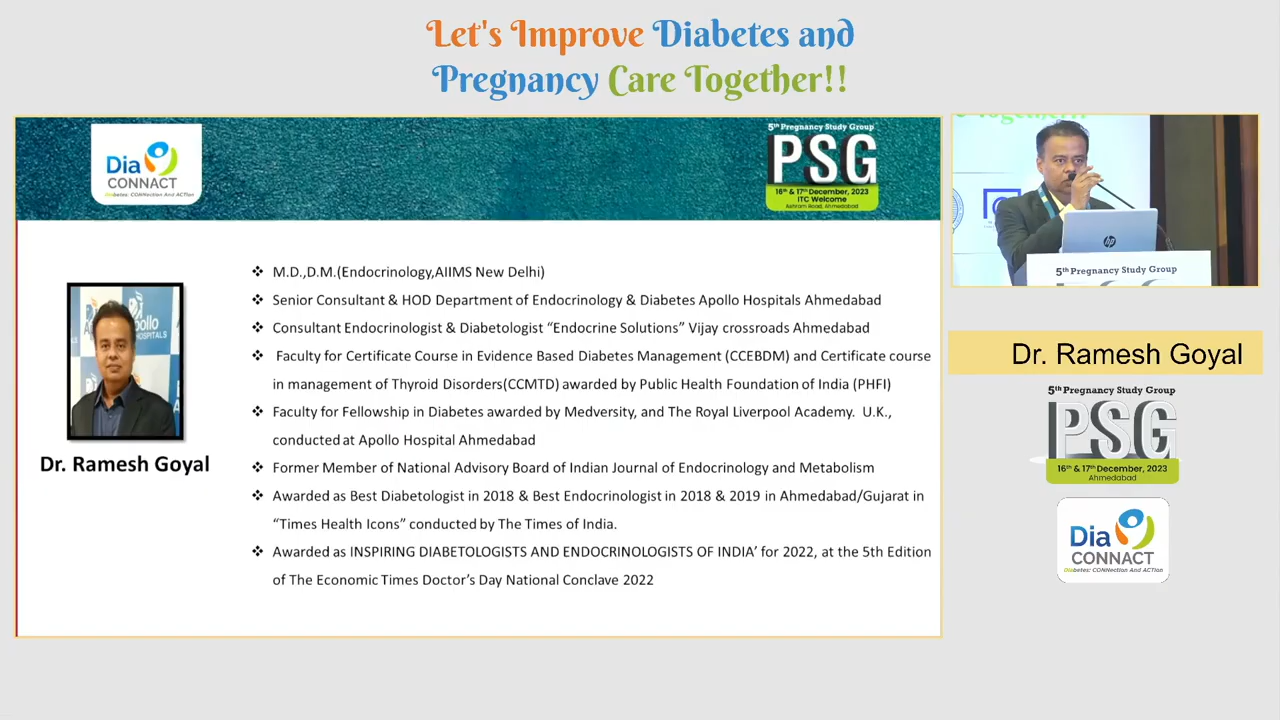 Let's Improve Diabetes and
Pregnancy Care Together!!
Dia
CONNACT
Diabetes: CONNection And ACTion
5th Pregnancy Study Group
PSG
16th & 17th December, 2023
ITC Welcome
Ashram Road, Ahmedabad
❖ M.D.,D.M.(Endocrinology,AIIMS New Delhi)
❖ Senior Consultant & HOD Department of Endocrinology & Diabetes Apollo Hospitals Ahmedabad
❖ Consultant Endocrinologist & Diabetologist “Endocrine Solutions” Vijay crossroads Ahmedabad
❖ Faculty for Certificate Course in Evidence Based Diabetes Management (CCEBDM) and Certificate course
in management of Thyroid Disorders(CCMTD) awarded by Public Health Foundation of India (PHFI)
❖ Faculty for Fellowship in Diabetes awarded by Medversity, and The Royal Liverpool Academy. U.K.,
conducted at Apollo Hospital Ahmedabad
❖ Former Member of National Advisory Board of Indian Journal of Endocrinology and Metabolism
❖ Awarded as Best Diabetologist in 2018 & Best Endocrinologist in 2018 & 2019 in Ahmedabad/Gujarat in
“Times Health Icons” conducted by The Times of India.
❖ Awarded as INSPIRING DIABETOLOGISTS AND ENDOCRINOLOGISTS OF INDIA’ for 2022, at the 5th Edition
of The Economic Times Doctor’s Day National Conclave 2022
Dr. Ramesh Goyal
hp
5th Pregnancy Study Group
Dr. Ramesh Goyal
5th Pregnancy Study Group
PSG
16th & 17th December, 2023
Ahmedabad
Dia
CONNACT
Diabetes: CONNection And ACTion